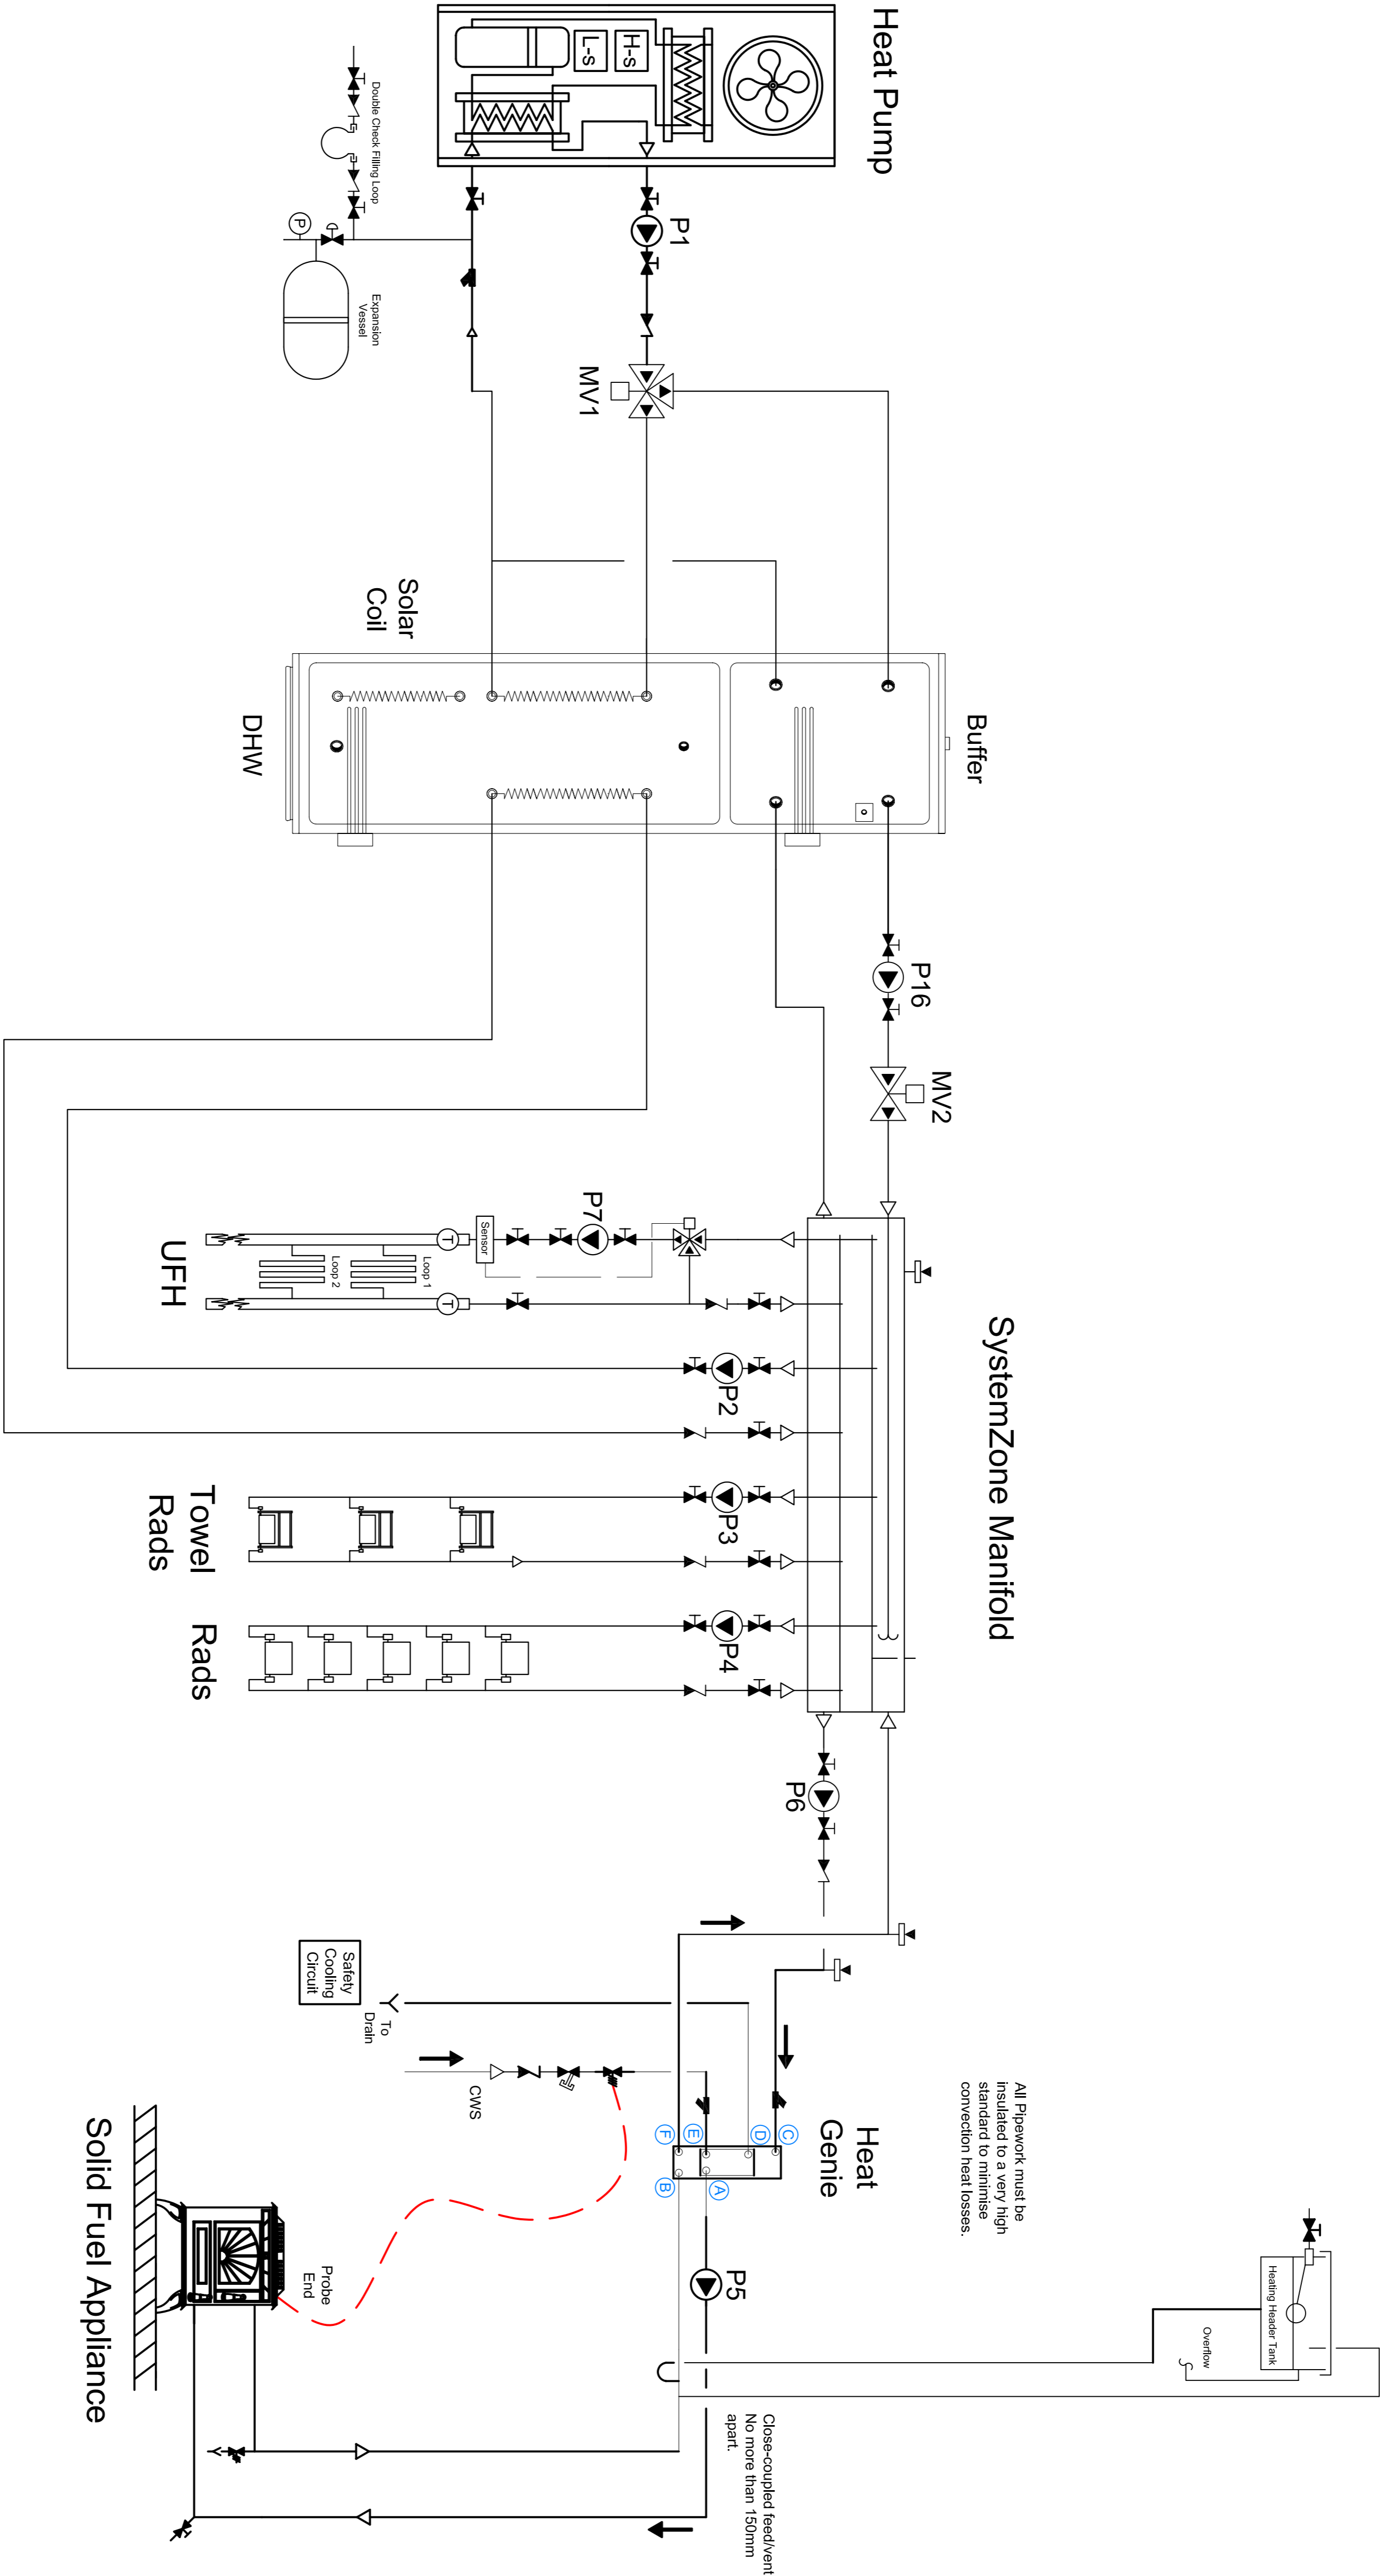 Heat Pump
H-s
L-s
P1
Double Check Filling Loop
P
Expansion
Vessel
MV1
Solar
Coil
DHW
Buffer
P16
MV2
SystemZone Manifold
P7
Sensor
T
T
Loop 1
Loop 2
UFH
P2
P3
Towel
Rads
P4
Rads
P6
Safety
Cooling
Circuit
To
Drain
CWS
Heat
Genie
C
D
E
F
A
B
All Pipework must be
insulated to a very high
standard to minimise
convection heat losses.
P5
Probe
End
Solid Fuel Appliance
Heating Header Tank
Overflow
Close-coupled feed/vent
No more than 150mm
apart.